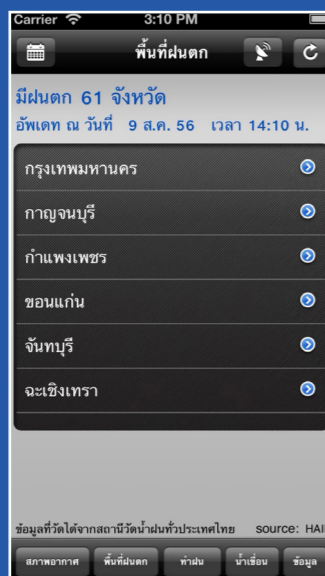 Carrier 3:10 PM
พื้นที่ฝนตก
มีฝนตก 61 จังหวัด
อัพเดท ณ วันที่ 9 ส.ค. 56 เวลา 14:10 น.
กรุงเทพมหานคร
กาญจนบุรี
กำแพงเพชร
ขอนแก่น
จันทบุรี
ฉะเชิงเทรา
ข้อมูลที่วัดได้จากสถานีวัดน้ำฝนทั่วประเทศไทย source: HAII
สภาพอากาศ พื้นที่ฝนตก ทำฝน น้ำเขื่อน ข้อมูล